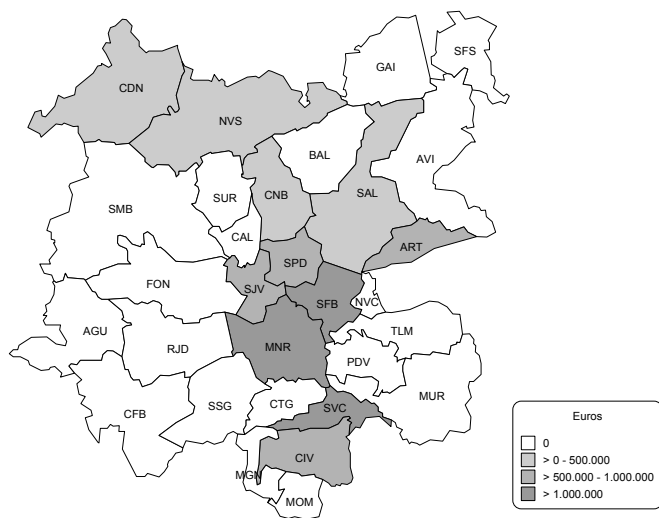 SFS
GAI
CDN
NVS
BAL
AVI
SUR
CNB
SAL
SMB
CAL
ART
SPD
FON
SJV
SFB
NVC
AGU
TLM
RJD
MNR
PDV
MUR
CFB
SSG
CTG
SVC
CIV
MGN
MOM
Euros
0
> 0 - 500.000
> 500.000 - 1.000.000
> 1.000.000